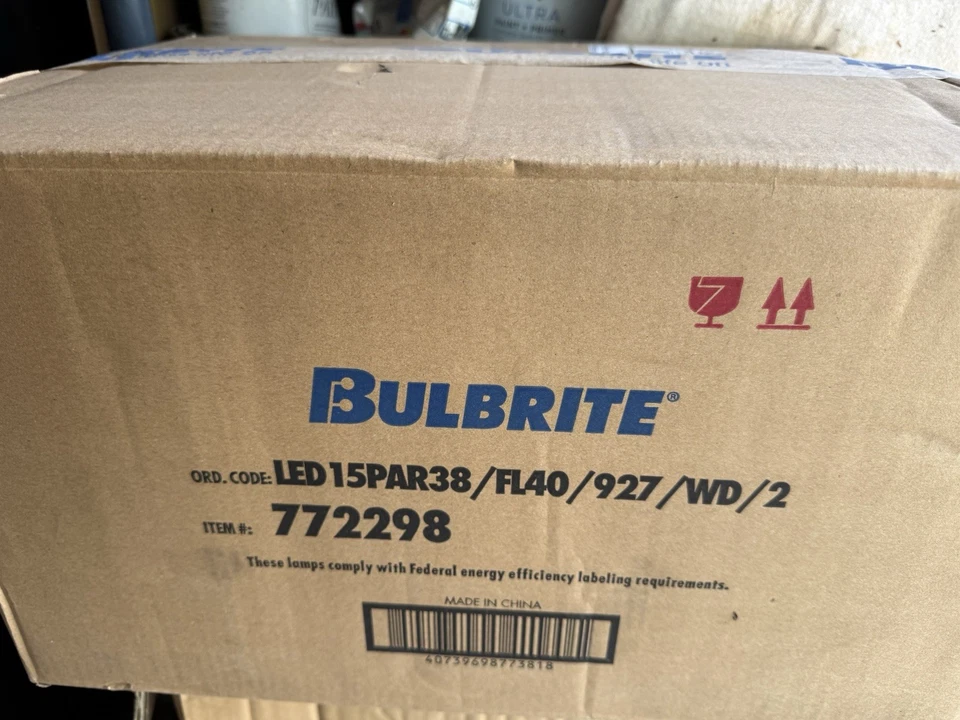 ULTRA
BULBRITE®
ORD. CODE: LED15PAR38/FL40/927/WD/2
ITEM #: 772298
These lamps comply with Federal energy efficiency labeling requirements.
MADE IN CHINA
40739698773818